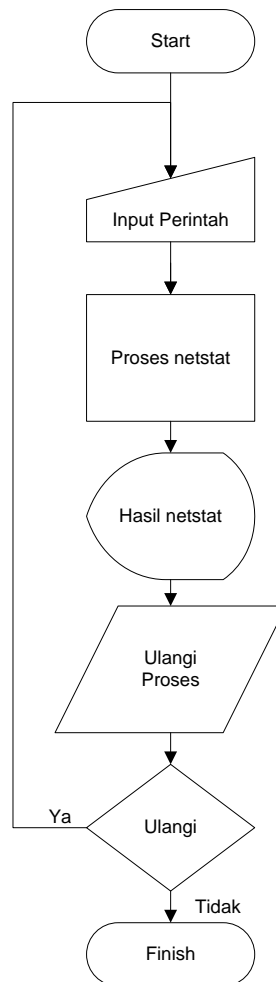 Start
Input Perintah
Proses netstat
Hasil netstat
Ulangi
Proses
Ya
Ulangi
Tidak
Finish